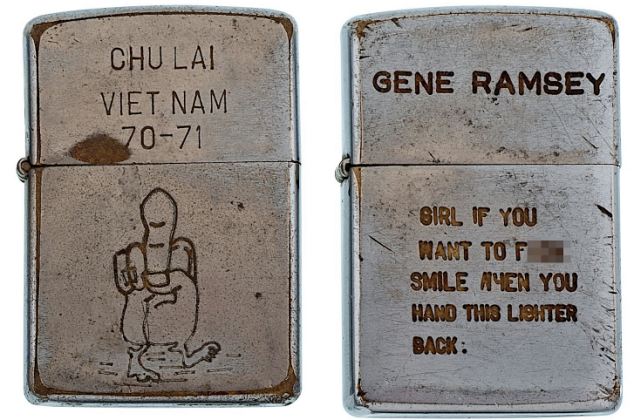 CHU LAI
VIET NAM
70-71
GENE RAMSEY
GIRL IF YOU
WANT TO F
SMILE WHEN YOU
HAND THIS LIGHTER
BACK: